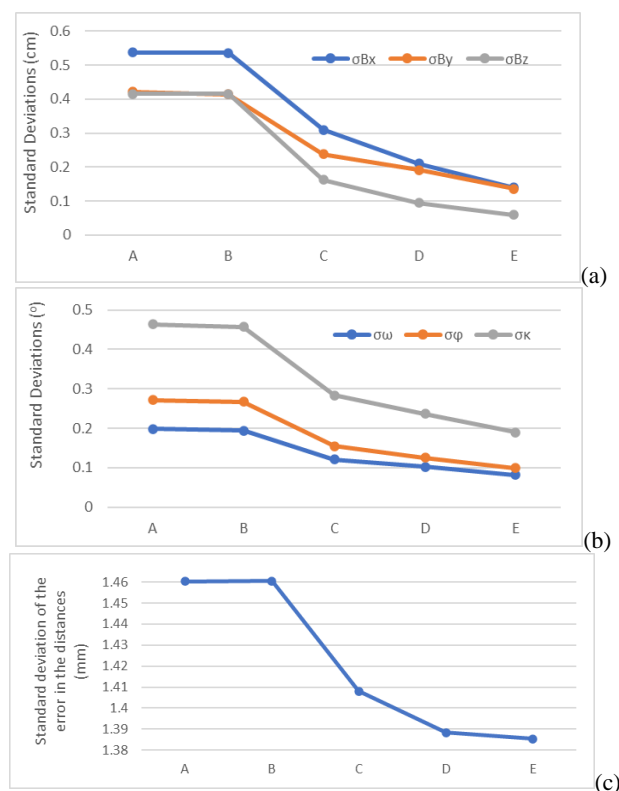 0.6
0.5
0.4
0.3
0.2
0.1
0
Standard Deviations (cm)
σBx σBy σBz
A B C D E
(a)
0.5
0.4
0.3
0.2
0.1
0
Standard Deviations (º)
σω σφ σκ
A B C D E
(b)
1.46
1.45
1.44
1.43
1.42
1.41
1.4
1.39
1.38
Standard deviation of the
error in the distances
(mm)
A B C D E
(c)